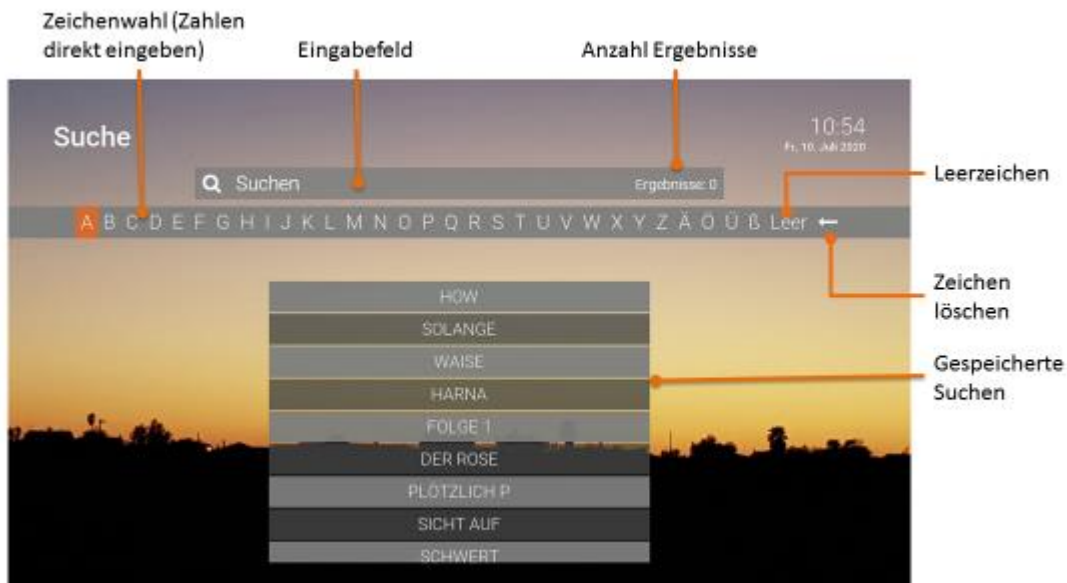 Zeichenwahl (Zahlen
direkt eingeben)
Eingabefeld
Anzahl Ergebnisse
Suche
10:54
Fr, 10. Juli 2020
Suchen
Ergebnisse: 0
Leerzeichen
A B C D E F G H I J K L M N O P Q R S T U V W X Y Z Ä Ö Ü ß Leer ←
Zeichen
löschen
HOW
SOLANGE
WAISE
HARNA
FOLGE 1
DER ROSE
PLÖTZLICH P
SICHT AUF
SCHWERT
Gespeicherte
Suchen